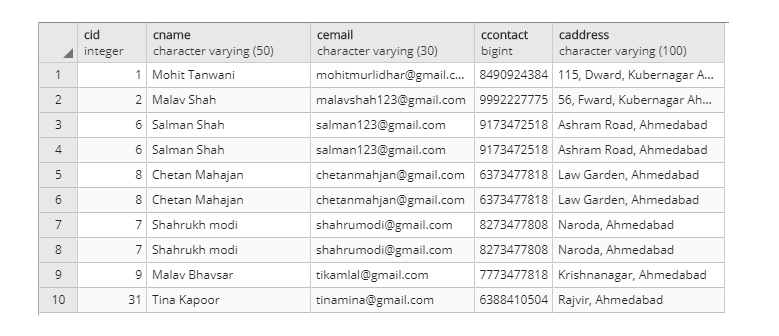 cid cname cemail ccontact caddress
integer character varying (50) character varying (30) bigint character varying (100)
1 1 Mohit Tanwani mohitmurlidhar@gmail.c... 8490924384 115, Dward, Kubernagar A...
2 2 Malav Shah malavshah123@gmail.com 9992227775 56, Fward, Kubernagar Ah...
3 6 Salman Shah salman123@gmail.com 9173472518 Ashram Road, Ahmedabad
4 6 Salman Shah salman123@gmail.com 9173472518 Ashram Road, Ahmedabad
5 8 Chetan Mahajan chetanmahjan@gmail.com 6373477818 Law Garden, Ahmedabad
6 8 Chetan Mahajan chetanmahjan@gmail.com 6373477818 Law Garden, Ahmedabad
7 7 Shahrukh modi shahrumodi@gmail.com 8273477808 Naroda, Ahmedabad
8 7 Shahrukh modi shahrumodi@gmail.com 8273477808 Naroda, Ahmedabad
9 9 Malav Bhavsar tikamlal@gmail.com 7773477818 Krishnanagar, Ahmedabad
10 31 Tina Kapoor tinamina@gmail.com 6388410504 Rajvir, Ahmedabad